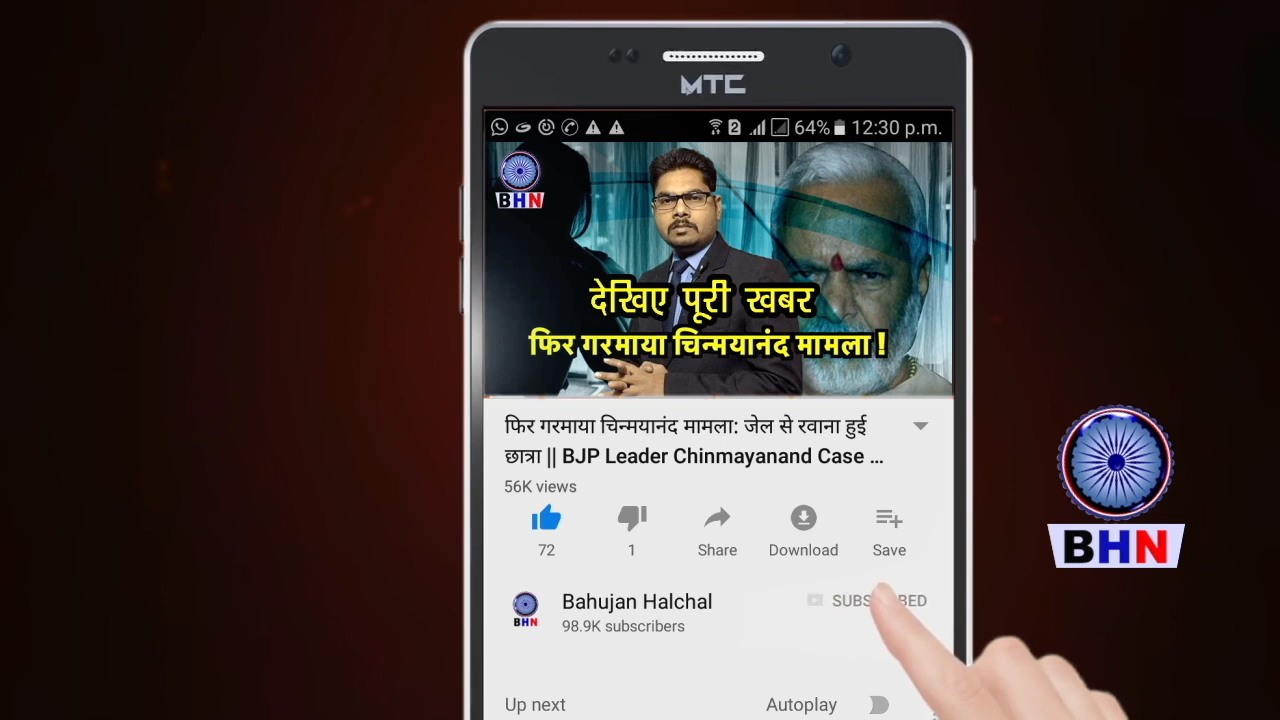 MTC
2 64% 12:30 p.m.
BHN
देखिए पूरी खबर
फिर गरमाया चिन्मयानंद मामला !
फिर गरमाया चिन्मयानंद मामला: जेल से रवाना हुई
छात्रा || BJP Leader Chinmayanand Case ...
56K views
72 1 Share Download Save
BHN
Bahujan Halchal
98.9K subscribers
Up next Autoplay
BHN